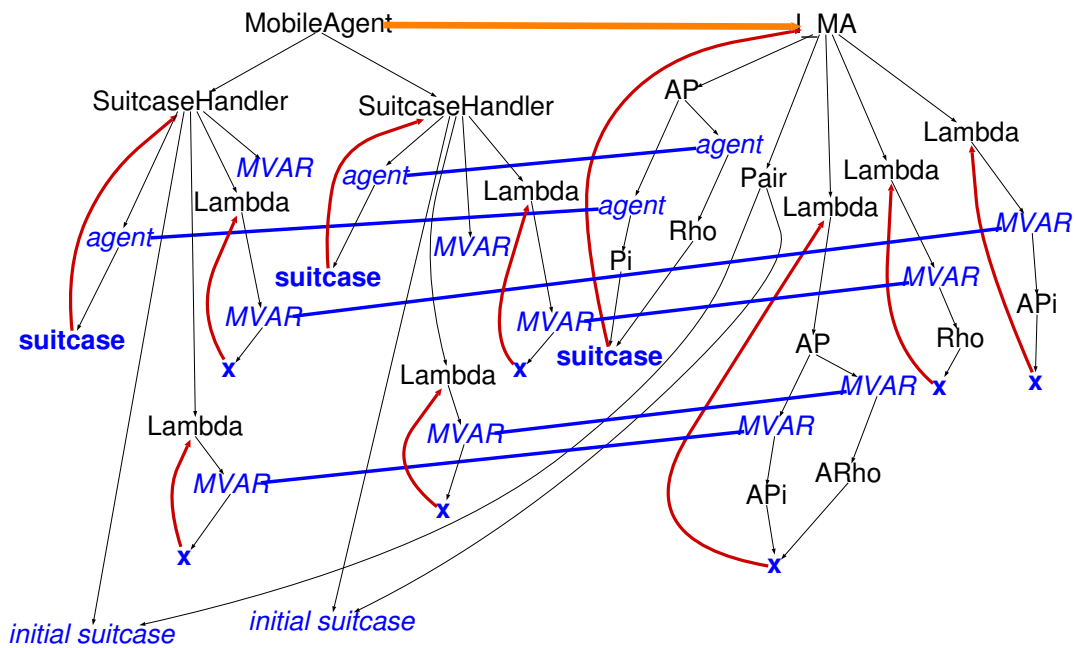 MobileAgent
I_MA
SuitcaseHandler
SuitcaseHandler
AP
Lambda
agent
MVAR
agent
Lambda
Pair
Lambda
Lambda
agent
Lambda
MVAR
agent
Rho
MVAR
suitcase
Pi
MVAR
APi
MVAR
MVAR
suitcase
suitcase
AP
Rho
x
x
Lambda
MVAR
x
x
Lambda
MVAR
MVAR
MVAR
ARho
APi
x
x
x
initial suitcase
initial suitcase